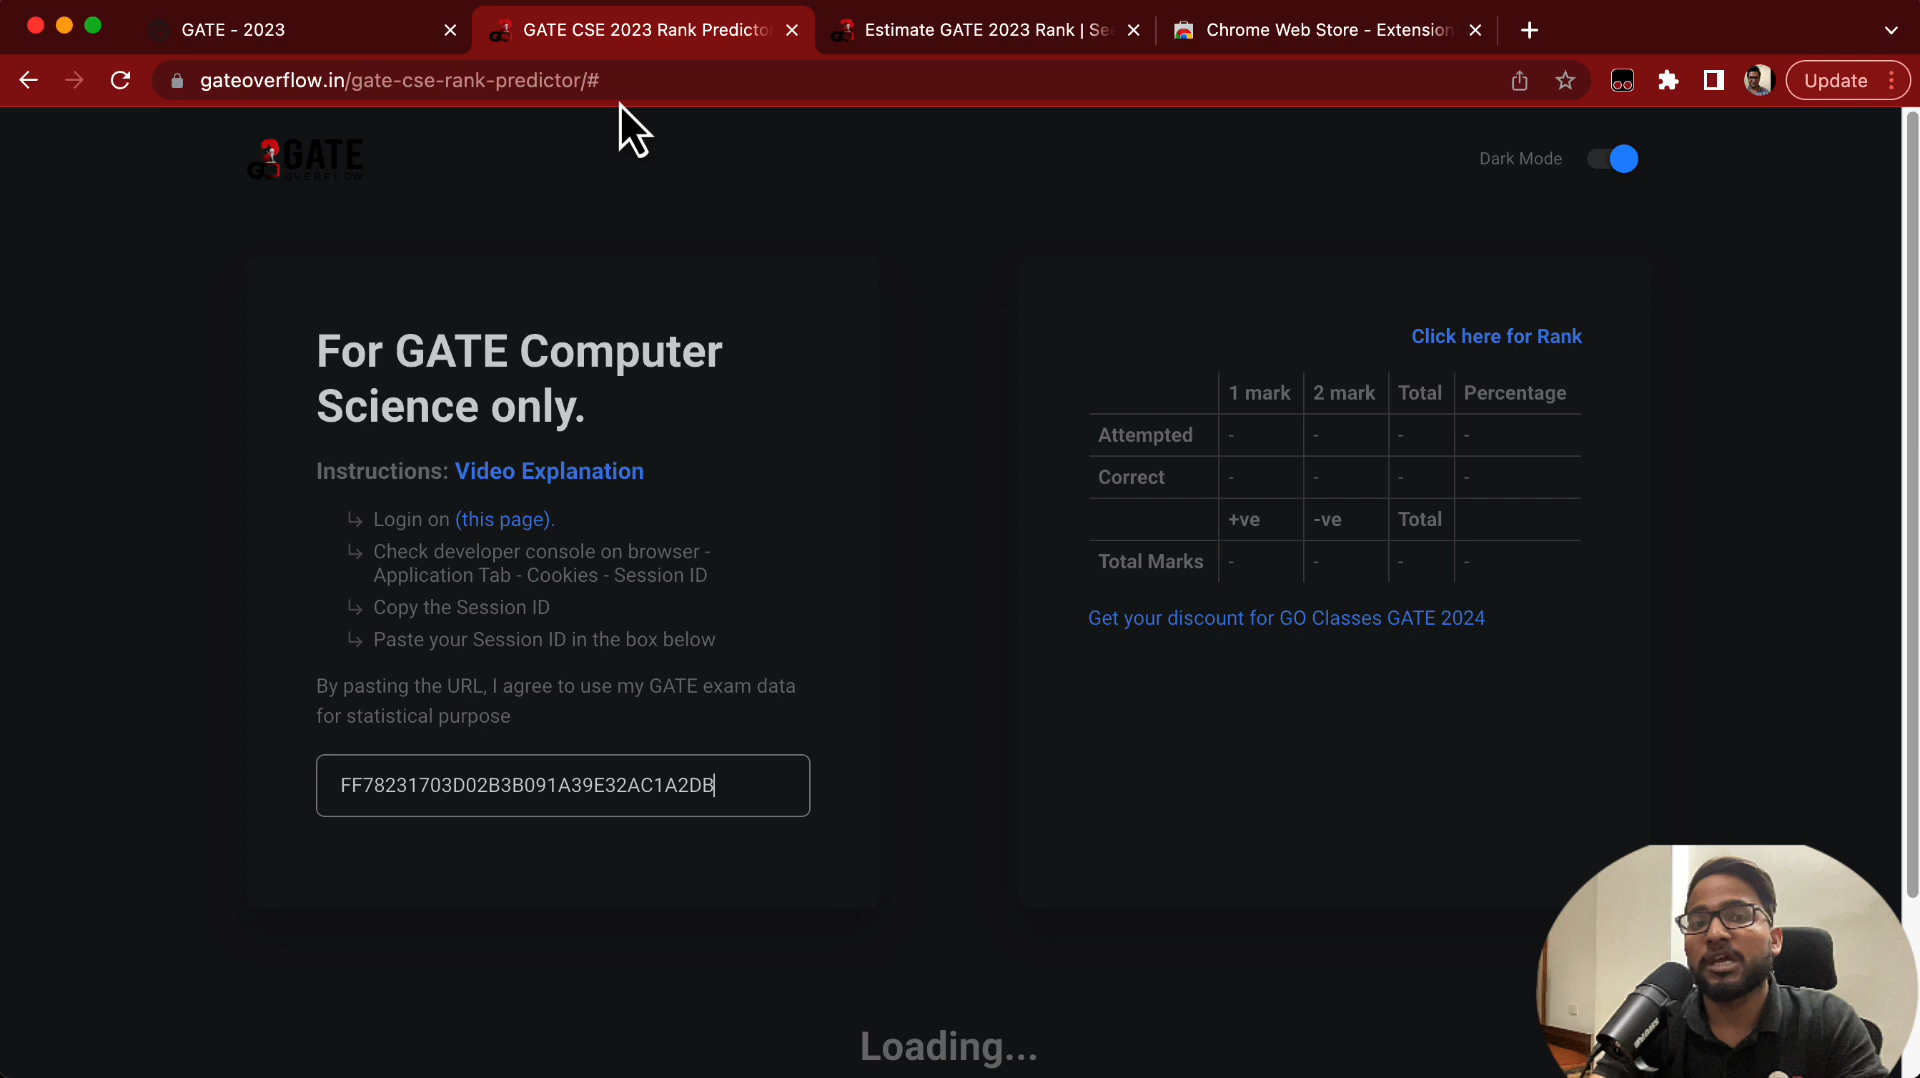 GATE - 2023
GATE CSE 2023 Rank Predicto
Estimate GATE 2023 Rank | See
Chrome Web Store - Extension
gateoverflow.in/gate-cse-rank-predictor/#
Update
GATE
OVERFLOW
Dark Mode
For GATE Computer
Science only.
Instructions: Video Explanation
↳ Login on (this page).
↳ Check developer console on browser -
Application Tab - Cookies - Session ID
↳ Copy the Session ID
↳ Paste your Session ID in the box below
By pasting the URL, I agree to use my GATE exam data
for statistical purpose
FF78231703D02B3B091A39E32AC1A2DB
Click here for Rank
1 mark 2 mark Total Percentage
Attempted - - - -
Correct - - - -
+ve -ve Total
Total Marks - - - -
Get your discount for GO Classes GATE 2024
Loading...